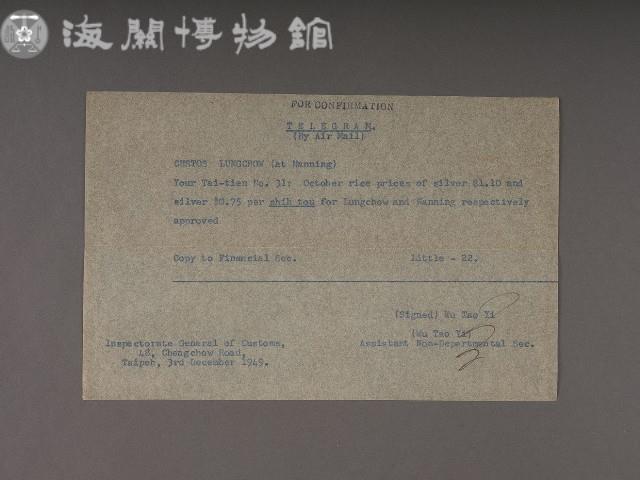 海關博物館
FOR CONFIRMATION
TELEGRAM.
(By Air Mail)
CUSTOS LUNGCHOW (at Nanning)
Your Tai-tien No. 31: October rice prices of silver $1.10 and
silver $0.75 per shih tou for Lungchow and Nanning respectively
approved
Copy to Financial Sec. Little - 22.
(Signed) Wu Tao Yi
(Wu Tao Yi)
Inspectorate General of Customs, Assistant Non-Departmental Sec.
42, Chengchow Road,
Taipeh, 3rd December 1949.